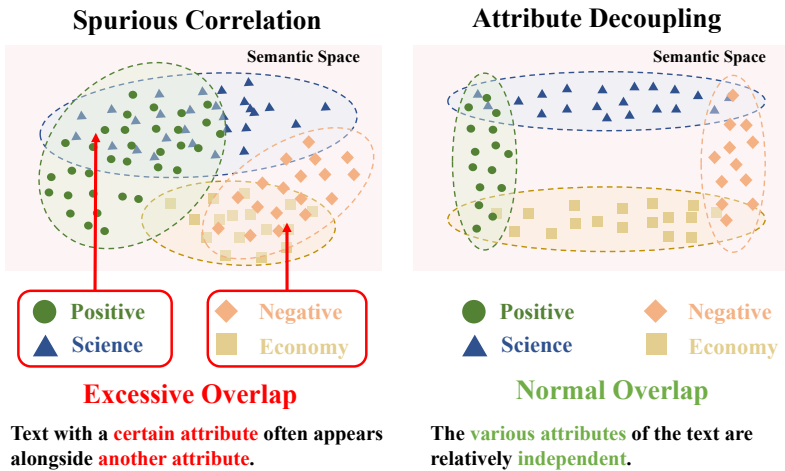 Spurious Correlation
Semantic Space
Positive
Science
Negative
Economy
Excessive Overlap
Text with a certain attribute often appears
alongside another attribute.
Attribute Decoupling
Semantic Space
Positive
Science
Negative
Economy
Normal Overlap
The various attributes of the text are
relatively independent.